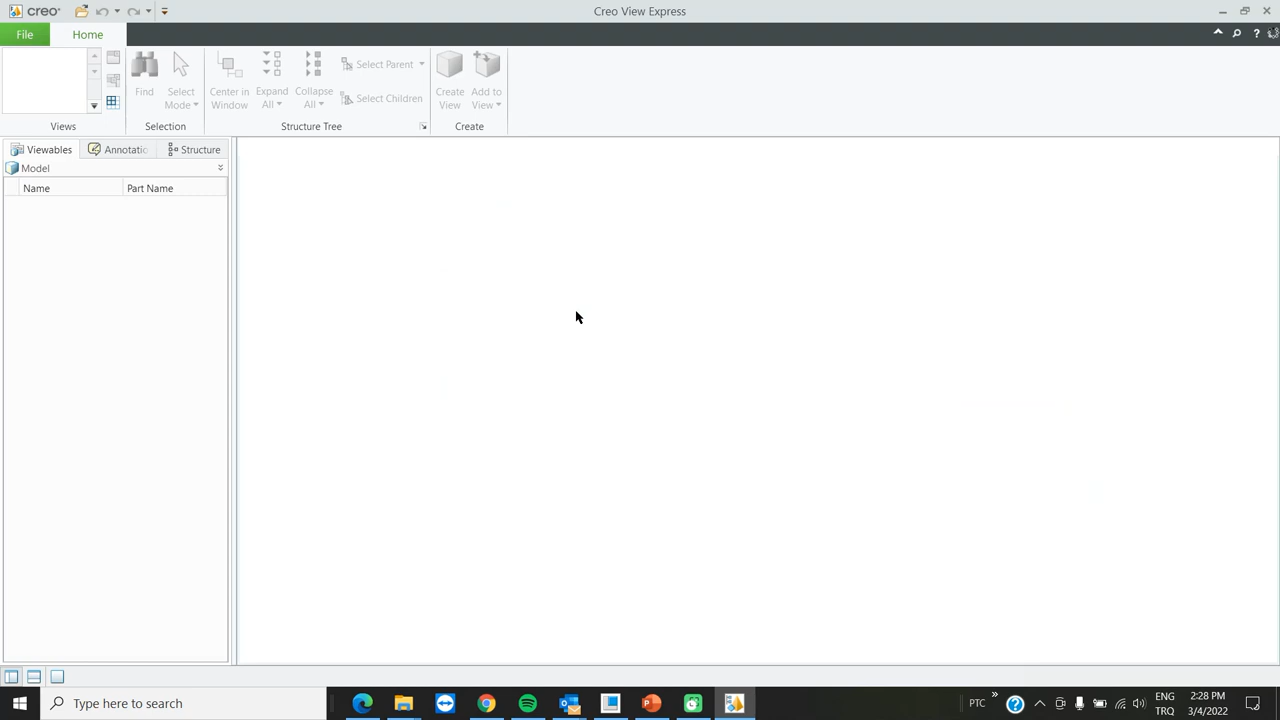 creo
Creo View Express
File
Home
Find
Select
Mode
Center in
Window
Expand
All
Collapse
All
Select Parent
Select Children
Create
View
Add to
View
Views
Selection
Structure Tree
Create
Viewables
Annotatic
Structure
Model
Name
Part Name
Type here to search
PTC
ENG
TRQ
2:28 PM
3/4/2022